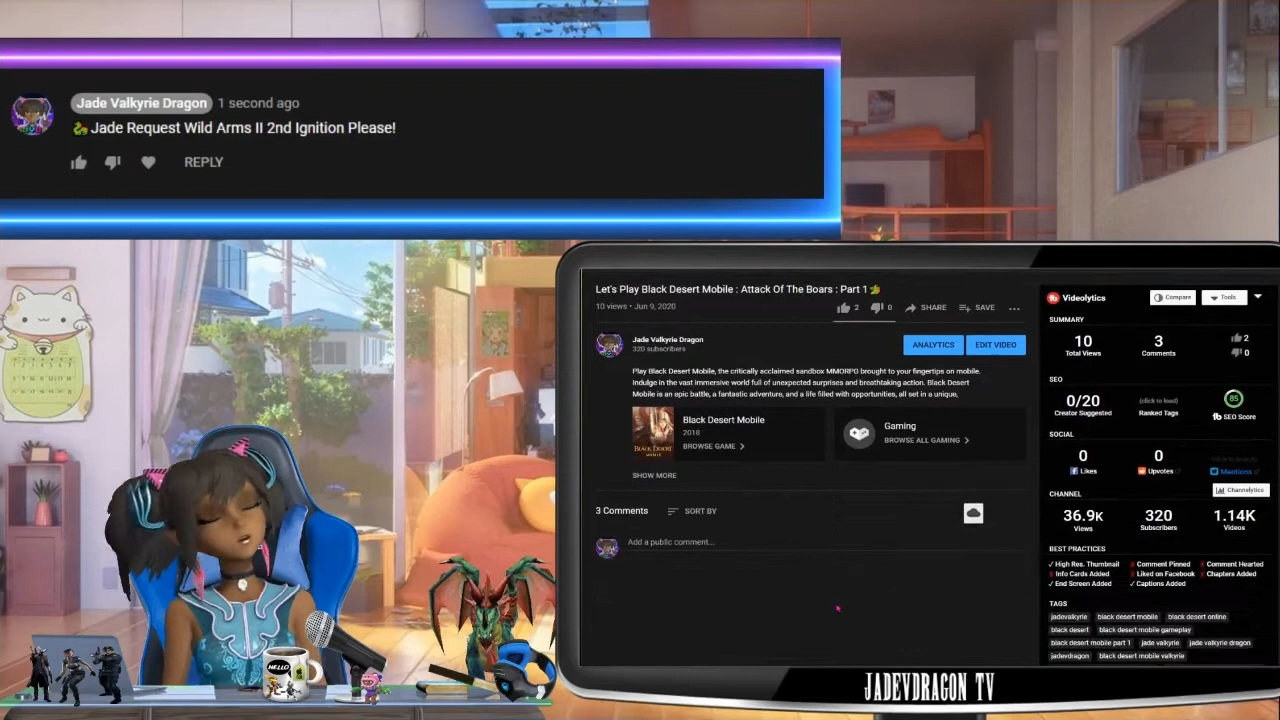 Jade Valkyrie Dragon 1 second ago
Jade Request Wild Arms II 2nd Ignition Please!
REPLY
Let's Play Black Desert Mobile : Attack Of The Boars : Part 1
10 views • Jun 9, 2020
2 0 SHARE SAVE ...
Jade Valkyrie Dragon
320 subscribers
ANALYTICS EDIT VIDEO
Play Black Desert Mobile, the critically acclaimed sandbox MMORPG brought to your fingertips on mobile.
Indulge in the vast immersive world full of unexpected surprises and breathtaking action. Black Desert
Mobile is an epic battle, a fantastic adventure, and a life filled with opportunities, all set in a unique,
Black Desert Mobile
2018
BROWSE GAME
Gaming
BROWSE ALL GAMING
SHOW MORE
3 Comments SORT BY
Add a public comment...
Videolytics Compare Tools
SUMMARY
10 3 2
Total Views Comments 0
SEO
0/20 (click to load) 85
Creator Suggested Ranked Tags tb SEO Score
SOCIAL
0 0
Likes Upvotes Mentions
CHANNEL Channelytics
36.9K 320 1.14K
Views Subscribers Videos
BEST PRACTICES
✓ High Res. Thumbnail Comment Pinned Comment Hearted
Info Cards Added Liked on Facebook Chapters Added
✓ End Screen Added ✓ Captions Added
TAGS
jadevalkyrie black desert mobile black desert online
black desert black desert mobile gameplay
black desert mobile part 1 jade valkyrie jade valkyrie dragon
jadevdragon black desert mobile valkyrie
HELLO
JADEVDRAGON TV